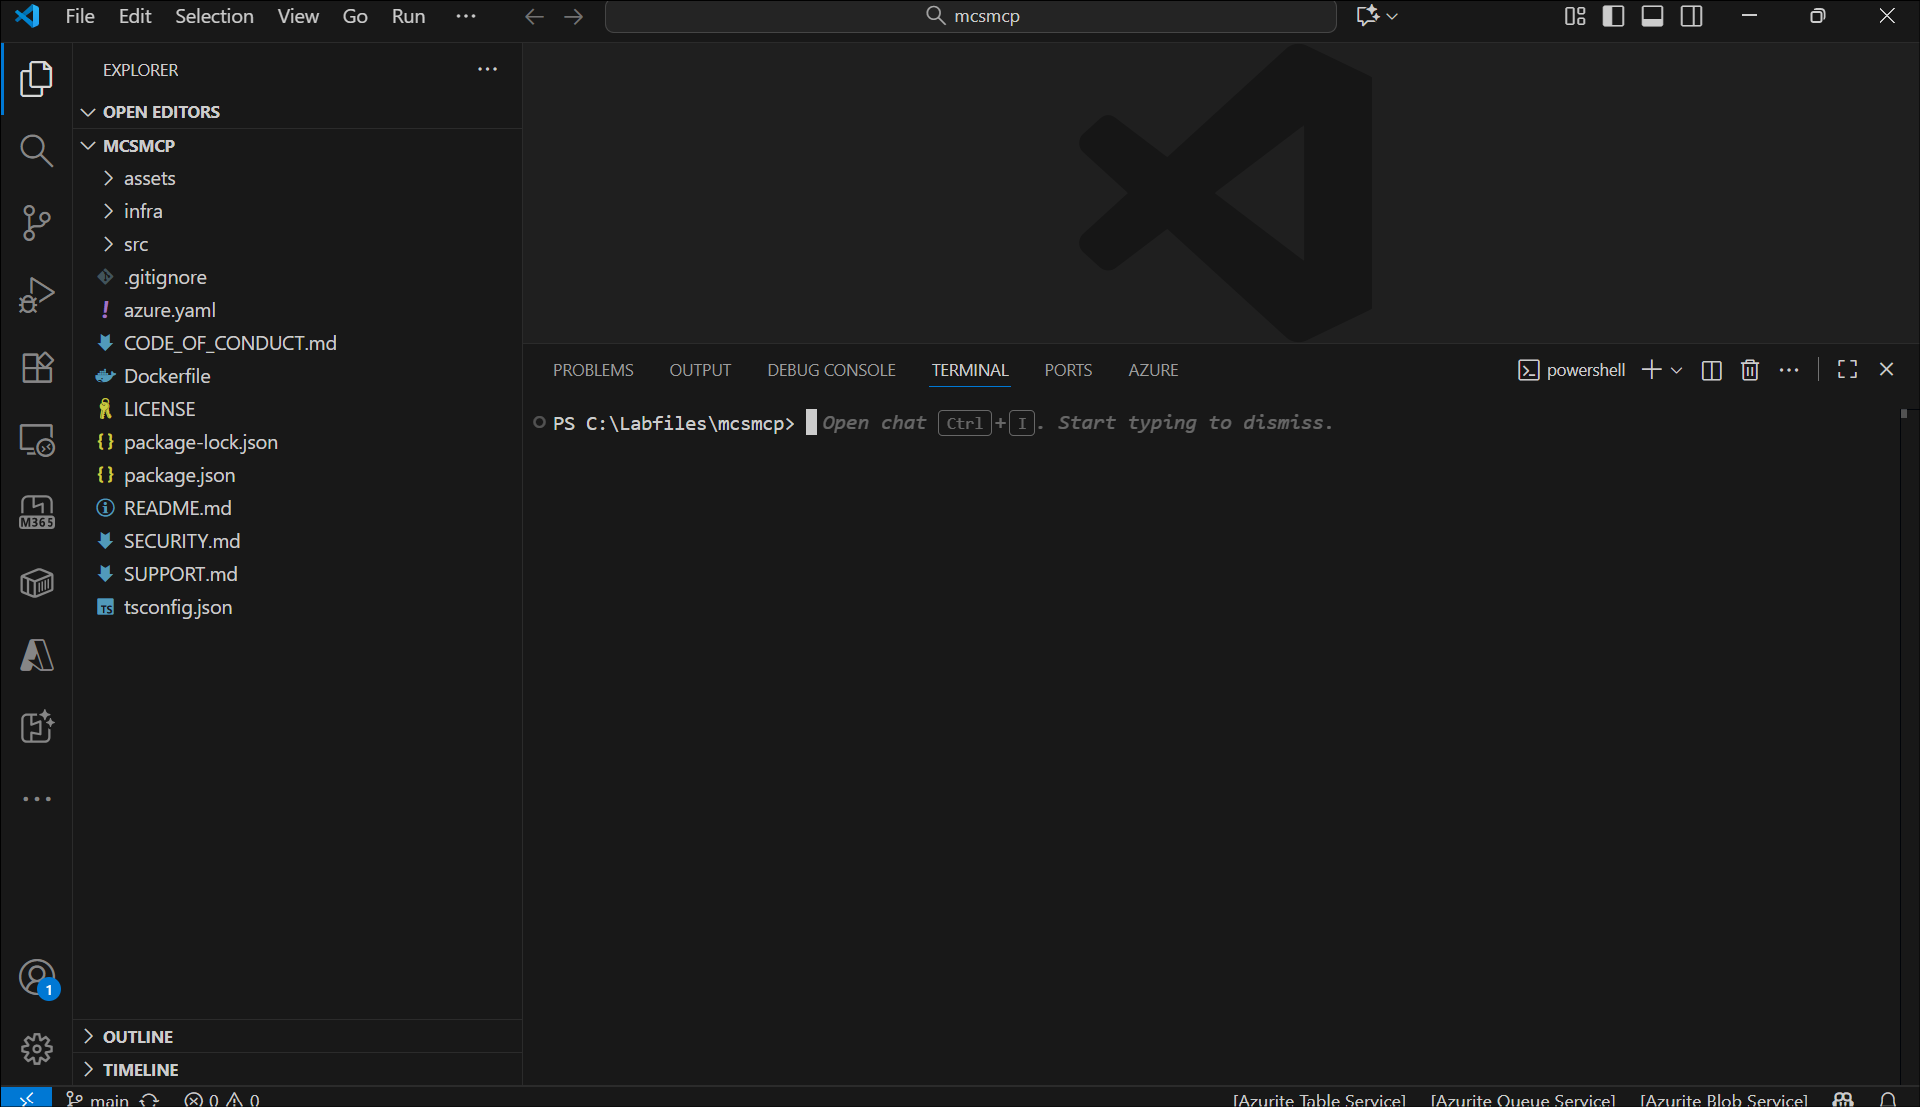 File Edit Selection View Go Run ···
mcsmcp
EXPLORER
OPEN EDITORS
MCSMCP
assets
infra
src
.gitignore
azure.yaml
CODE_OF_CONDUCT.md
Dockerfile
LICENSE
package-lock.json
package.json
README.md
SECURITY.md
SUPPORT.md
tsconfig.json
OUTLINE
TIMELINE
M365
1
PROBLEMS OUTPUT DEBUG CONSOLE TERMINAL PORTS AZURE
powershell
PS C:\Labfiles\mcsmcp> Open chat Ctrl+I. Start typing to dismiss.
main 0 0 [Azurite Table Service] [Azurite Queue Service] [Azurite Blob Service]